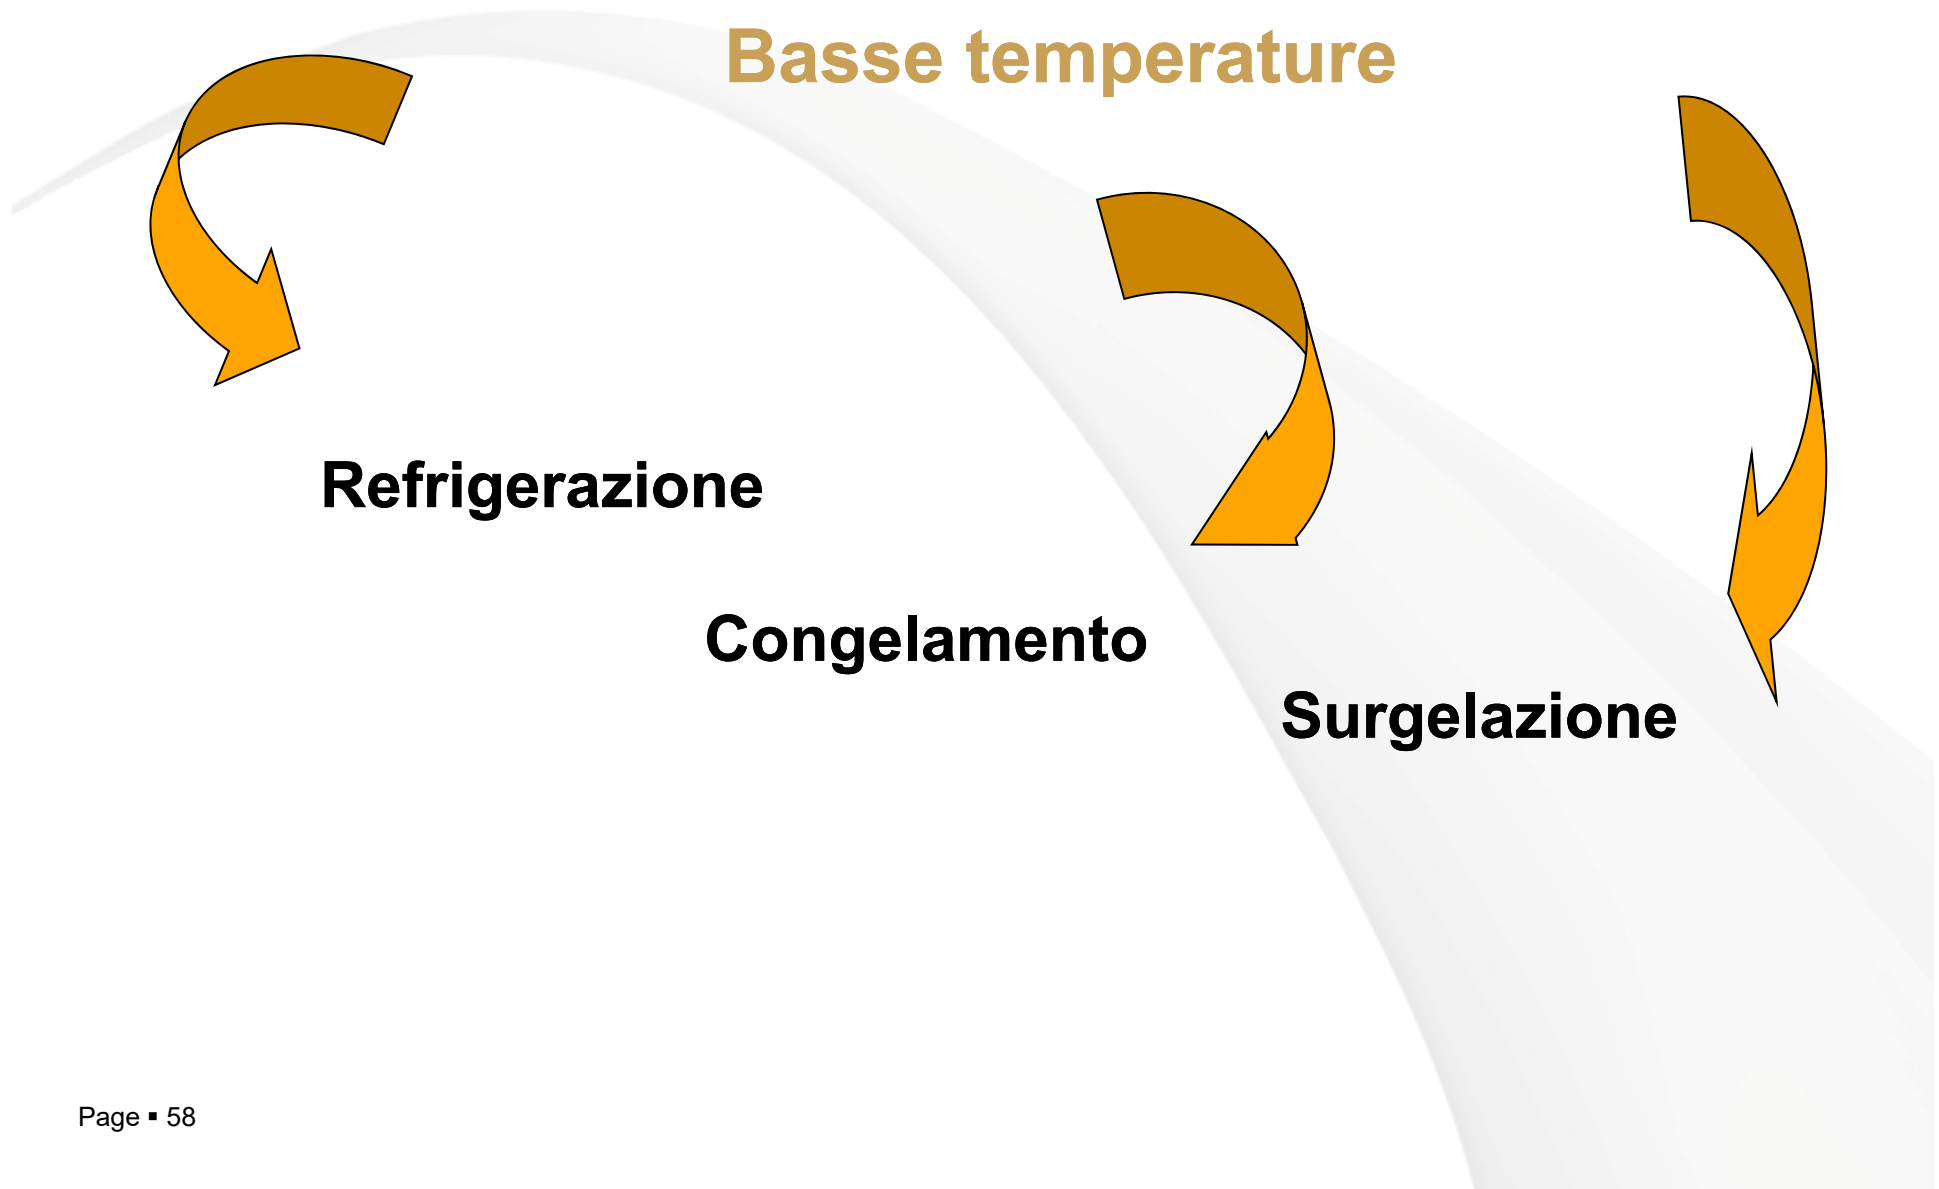 Basse temperature
Refrigerazione
Congelamento
Surgelazione
Page ▪ 58